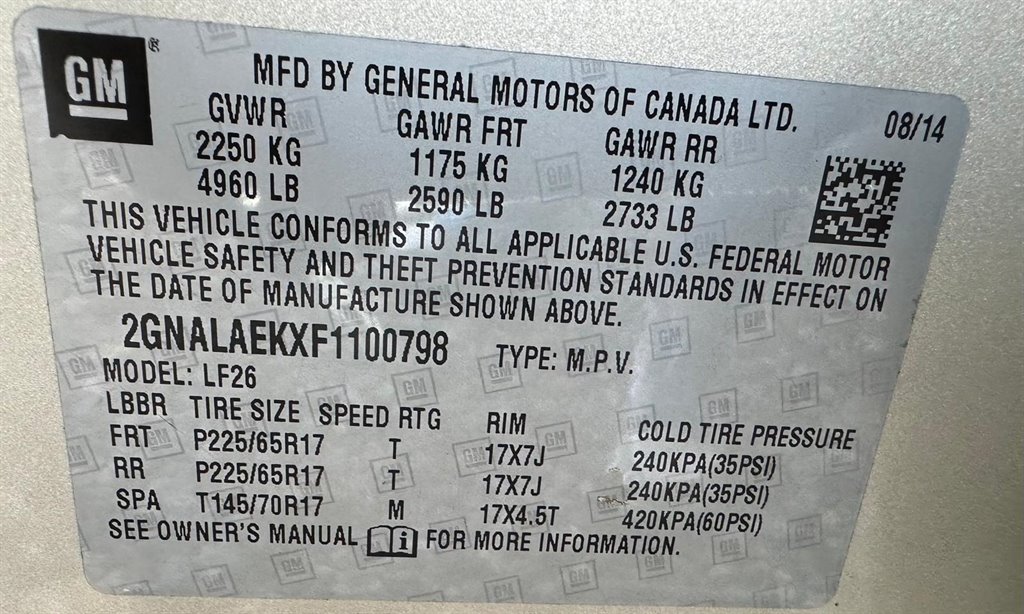 GM ®
MFD BY GENERAL MOTORS OF CANADA LTD.
08/14
GVWR GAWR FRT GAWR RR
2250 KG 1175 KG 1240 KG
4960 LB 2590 LB 2733 LB
THIS VEHICLE CONFORMS TO ALL APPLICABLE U.S. FEDERAL MOTOR
VEHICLE SAFETY AND THEFT PREVENTION STANDARDS IN EFFECT ON
THE DATE OF MANUFACTURE SHOWN ABOVE.
2GNALAEKXF1100798 TYPE: M.P.V.
MODEL: LF26
LBBR TIRE SIZE SPEED RTG RIM COLD TIRE PRESSURE
FRT P225/65R17 T 17X7J 240KPA(35PSI)
RR P225/65R17 T 17X7J 240KPA(35PSI)
SPA T145/70R17 M 17X4.5T 420KPA(60PSI)
SEE OWNER'S MANUAL i FOR MORE INFORMATION.